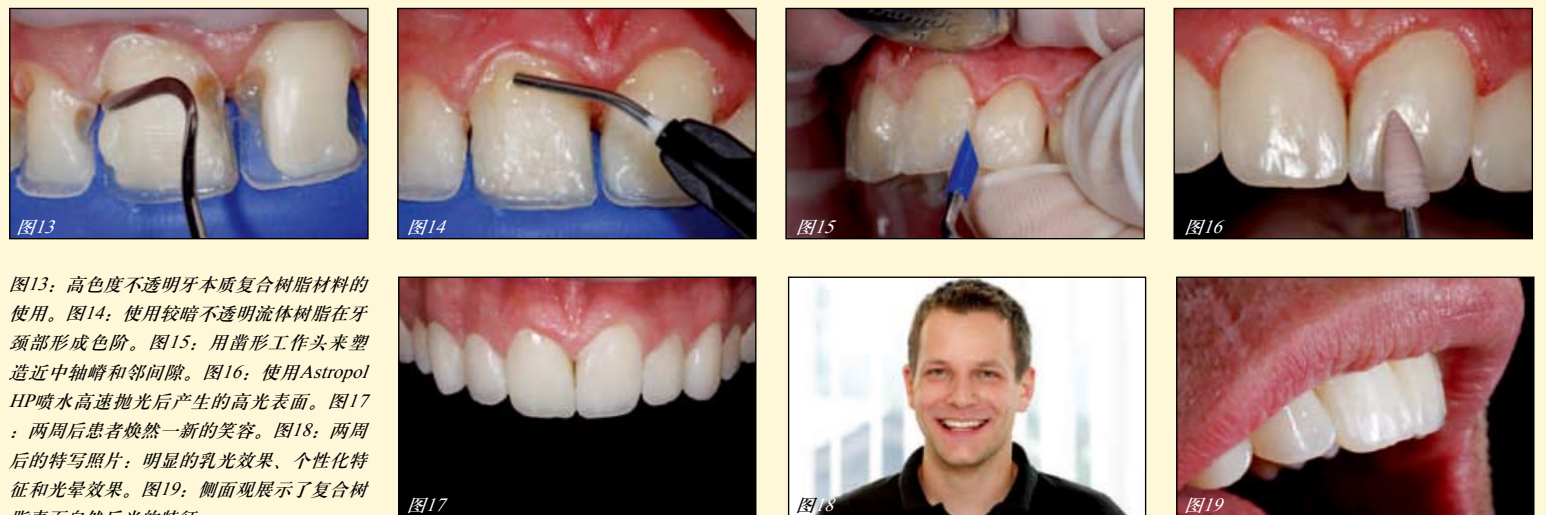 图13
图14
图15
图16
图13：高色度不透明牙本质复合树脂材料的
使用。图14：使用较暗不透明流体树脂在牙
颈部形成色阶。图15：用凿形工作头来塑
造近中轴嵴和邻间隙。图16：使用Astropol
HP喷水高速抛光后产生的高光表面。图17
：两周后患者焕然一新的笑容。图18：两周
后的特写照片：明显的乳光效果、个性化特
征和光晕效果。图19：侧面观展示了复合树
图17
图18
图19